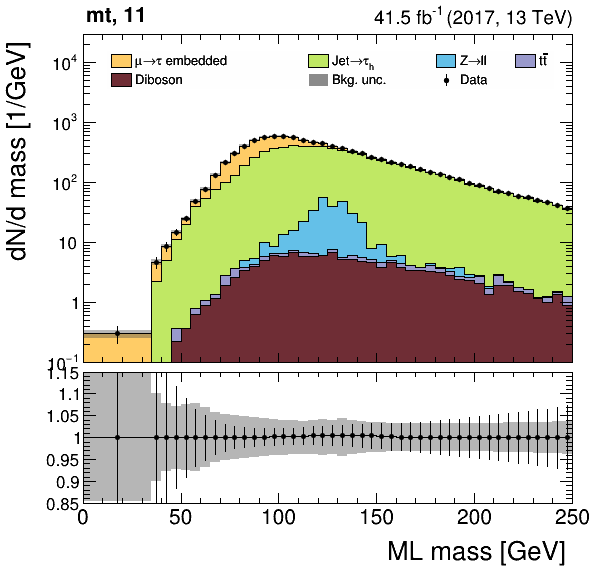 mt, 11
41.5 fb⁻¹ (2017, 13 TeV)
dN/d mass [1/GeV]
10⁴
10³
10²
10
1
10⁻¹
μ→τ embedded
Jet→τₕ
Z→ll
tt̄
Diboson
Bkg. unc.
Data
1.15
1.1
1.05
1
0.95
0.9
0.85
0
50
100
150
200
250
ML mass [GeV]